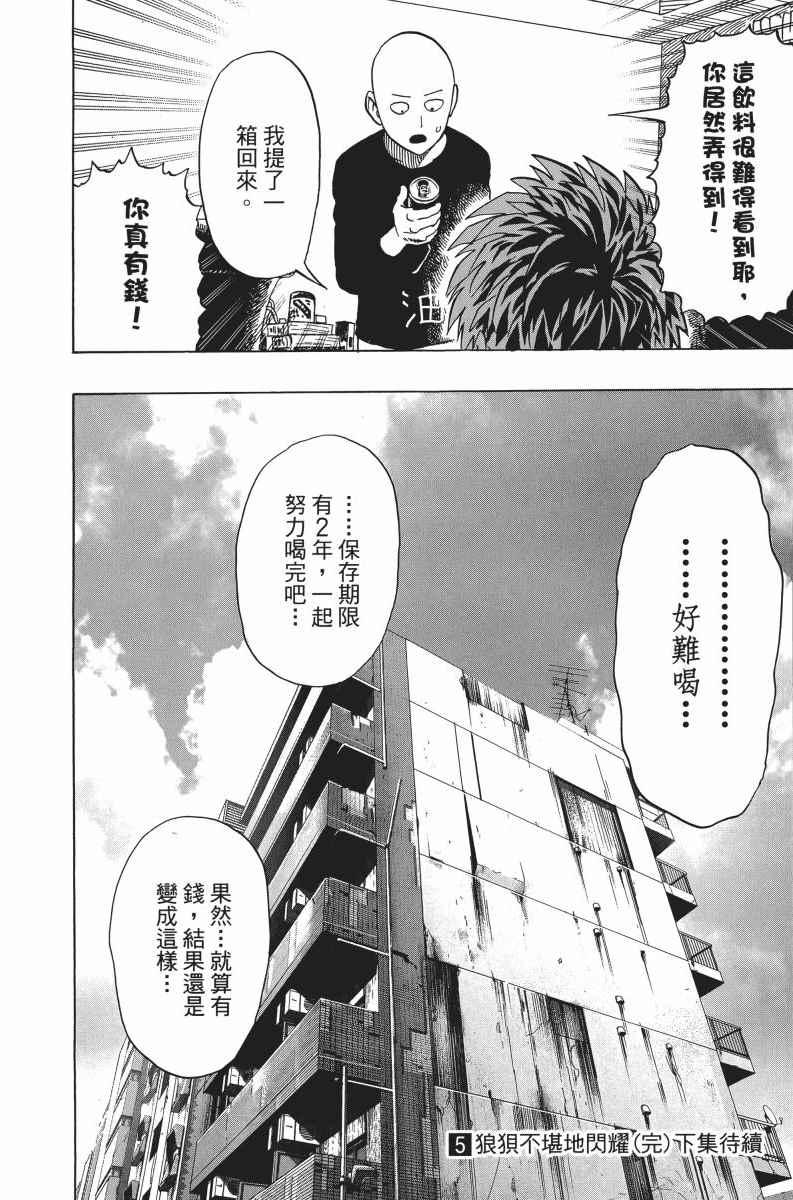 這飲料很難得看到耶，
你居然弄得到！
我提了一
箱回來。
你真有錢！
油
………………
……好難喝…
……保存期限
有2年，一起
努力喝完吧…
果然…就算有
錢，結果還是
變成這樣…
5 狼狽不堪地閃耀(完)下集待續